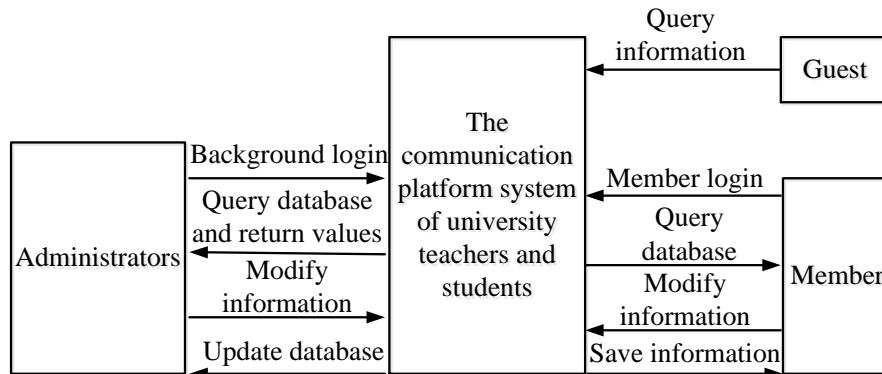 Query
information
Guest
The
communication
platform system
of university
teachers and
students
Background login
Query database
and return values
Administrators
Modify
information
Update database
Member login
Query
database
Member
Modify
information
Save information